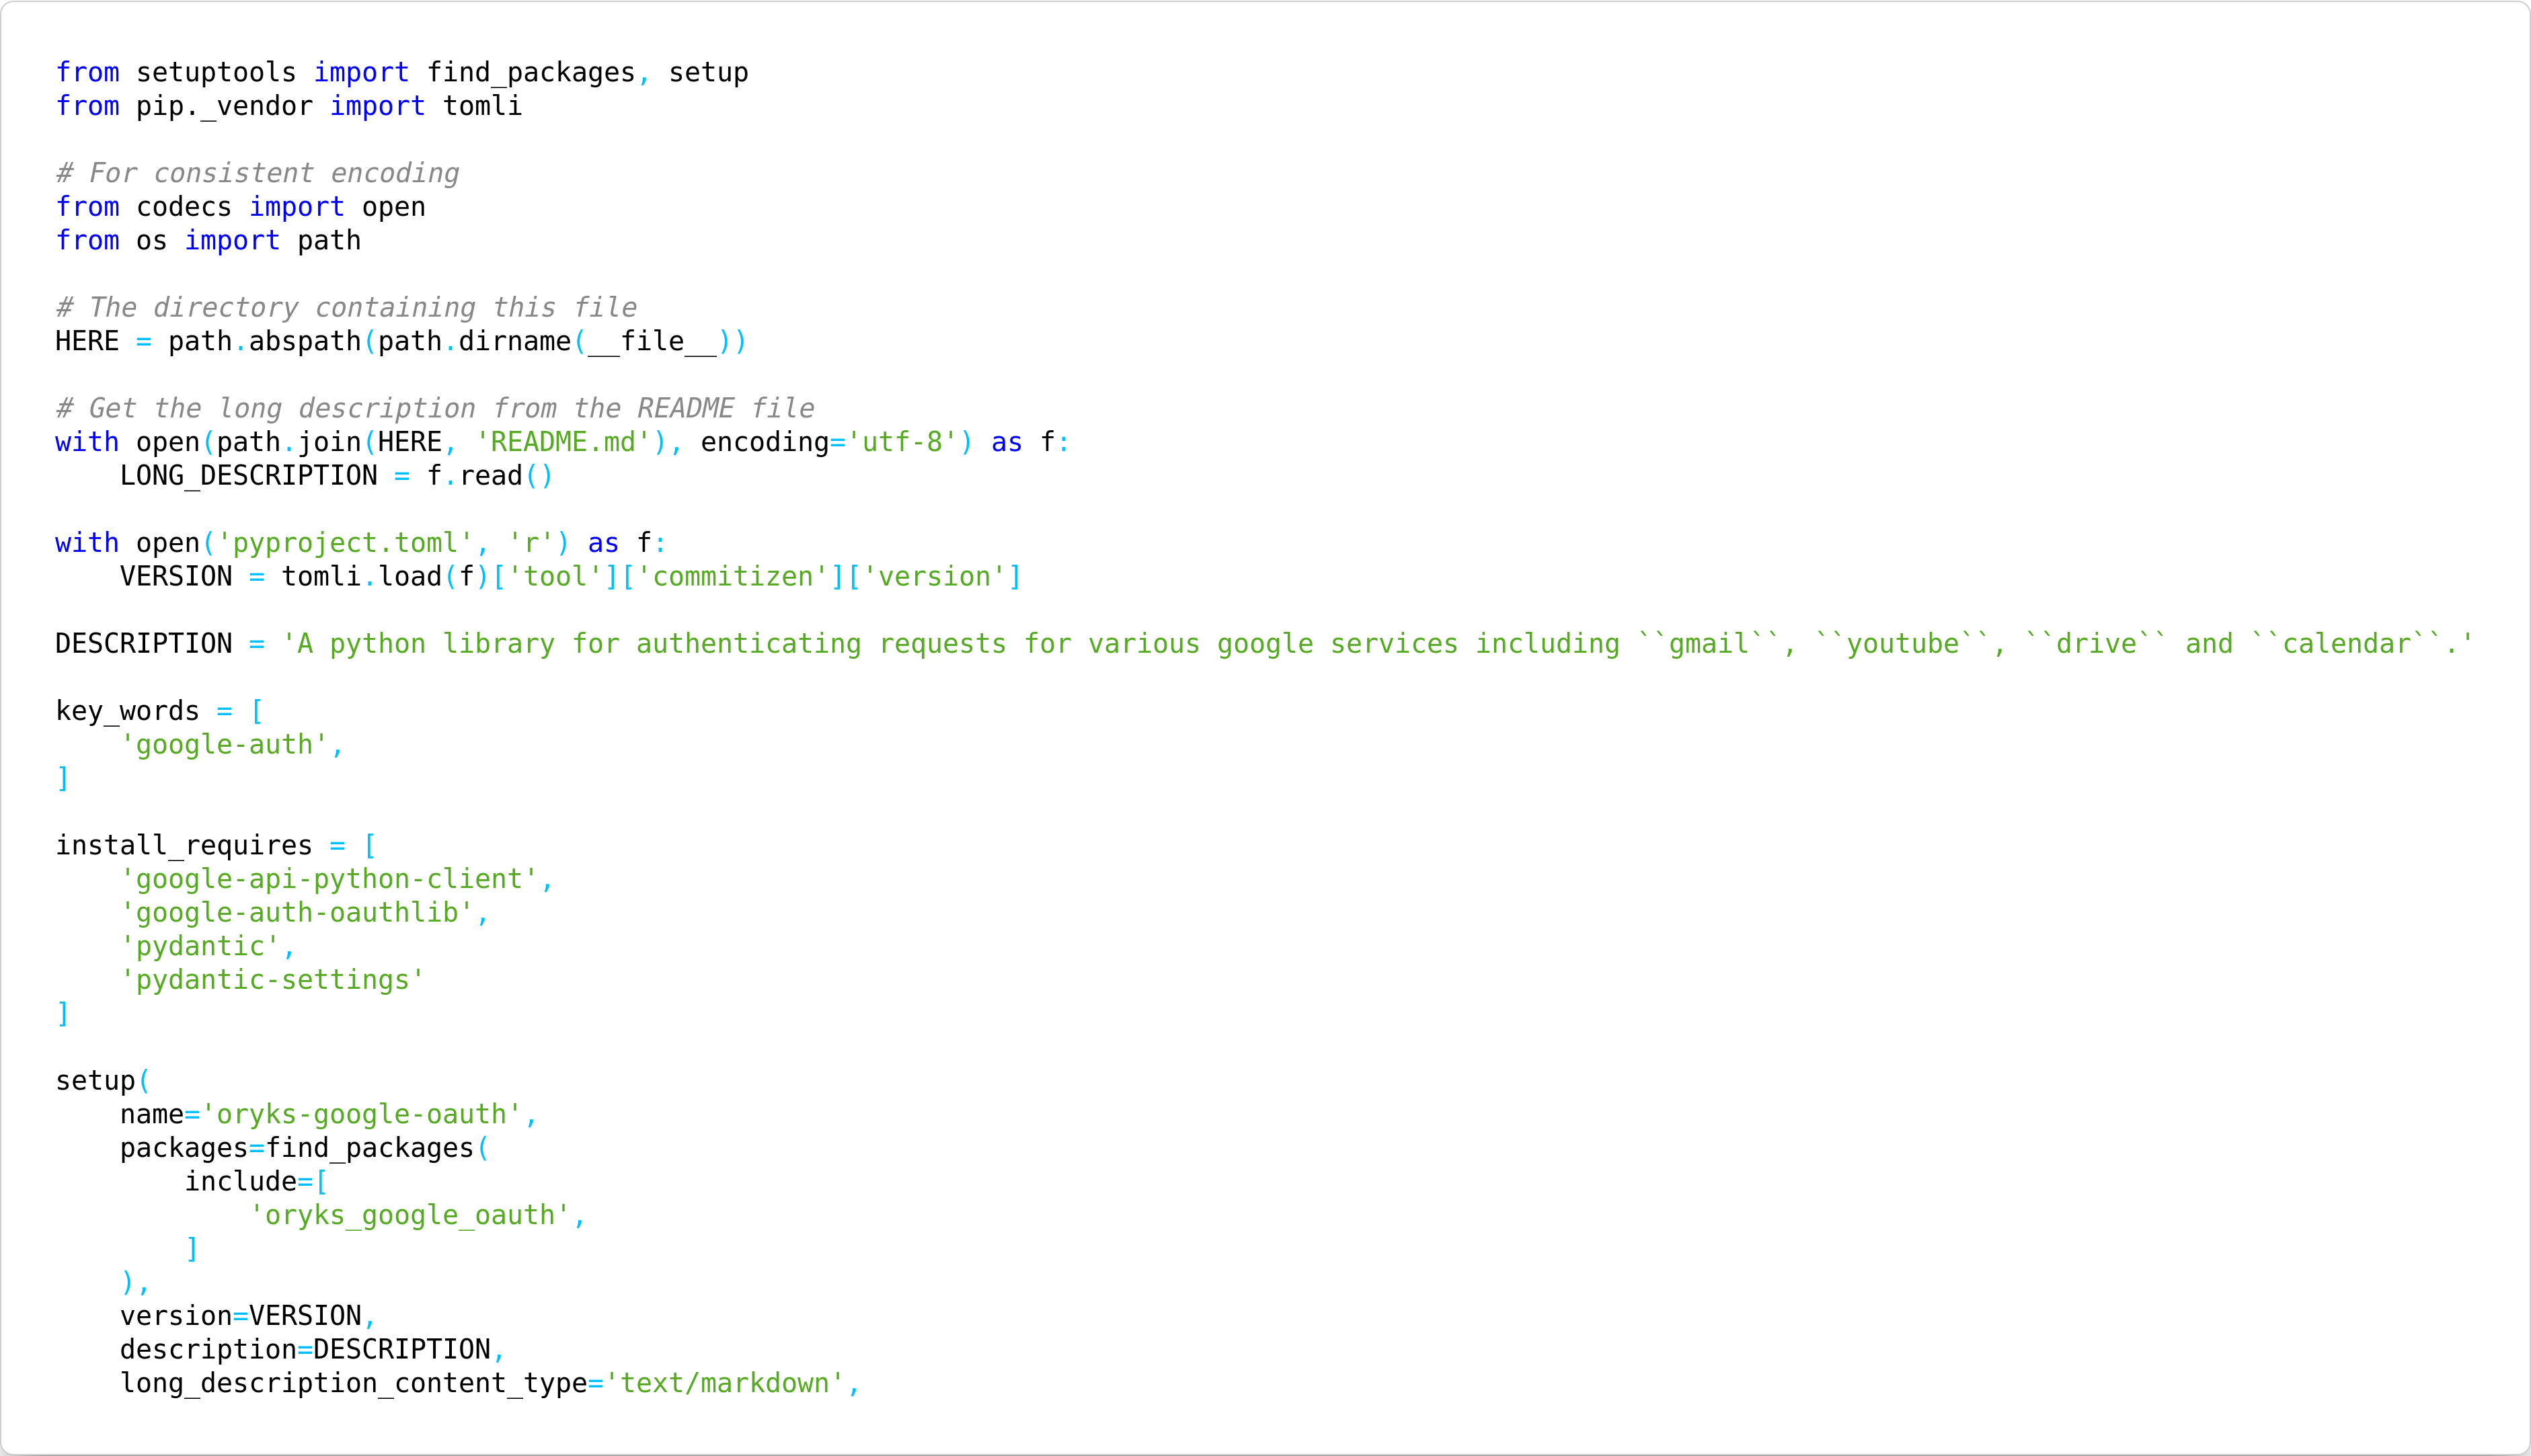 from setuptools import find_packages, setup
from pip._vendor import tomli

# For consistent encoding
from codecs import open
from os import path

# The directory containing this file
HERE = path.abspath(path.dirname(__file__))

# Get the long description from the README file
with open(path.join(HERE, 'README.md'), encoding='utf-8') as f:
    LONG_DESCRIPTION = f.read()

with open('pyproject.toml', 'r') as f:
    VERSION = tomli.load(f)['tool']['commitizen']['version']

DESCRIPTION = 'A python library for authenticating requests for various google services including ``gmail``, ``youtube``, ``drive`` and ``calendar``.'

key_words = [
    'google-auth',
]

install_requires = [
    'google-api-python-client',
    'google-auth-oauthlib',
    'pydantic',
    'pydantic-settings'
]

setup(
    name='oryks-google-oauth',
    packages=find_packages(
        include=[
            'oryks_google_oauth',
        ]
    ),
    version=VERSION,
    description=DESCRIPTION,
    long_description_content_type='text/markdown',